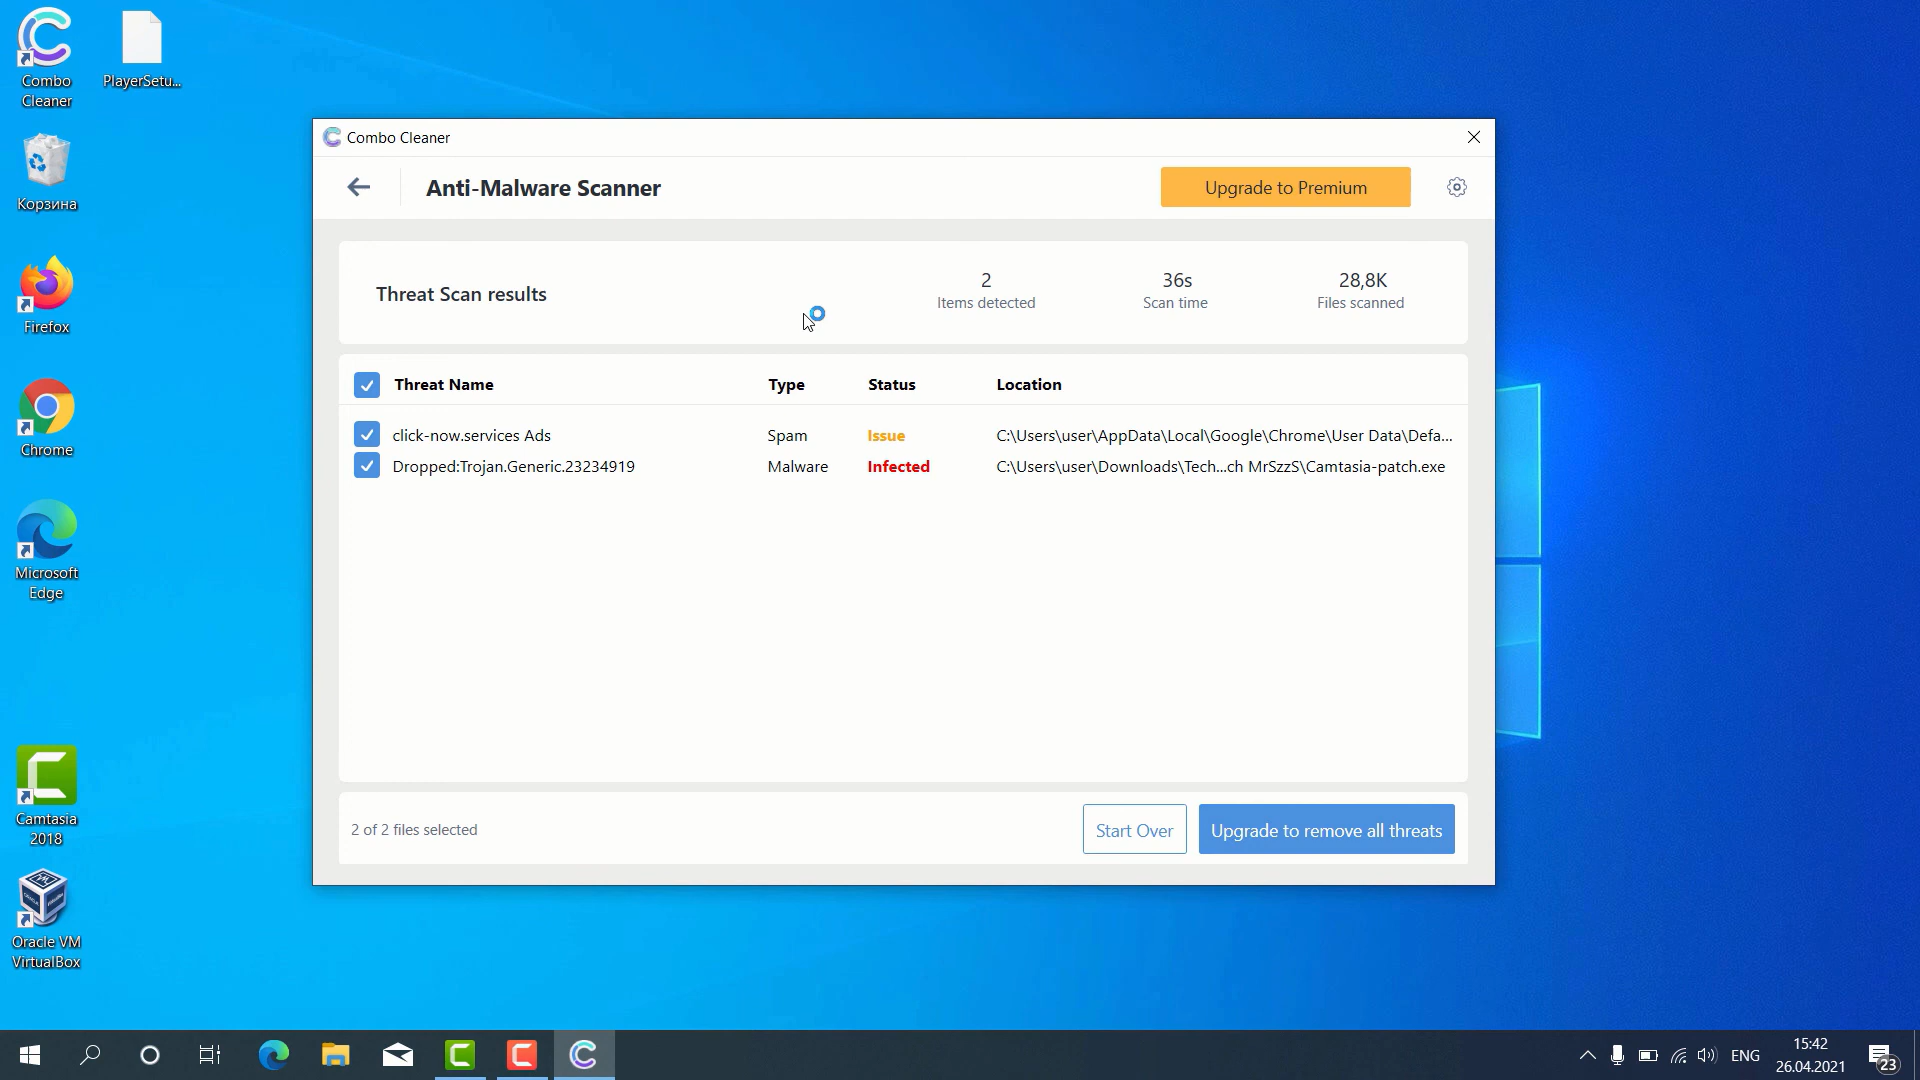 Combo
Cleaner
PlayerSetu...
Корзина
Firefox
Chrome
Microsoft
Edge
Camtasia
2018
Oracle VM
VirtualBox
Combo Cleaner
Anti-Malware Scanner
Upgrade to Premium
Threat Scan results
2
Items detected
36s
Scan time
28,8K
Files scanned
Threat Name Type Status Location
click-now.services Ads Spam Issue C:\Users\user\AppData\Local\Google\Chrome\User Data\Defa...
Dropped:Trojan.Generic.23234919 Malware Infected C:\Users\user\Downloads\Tech...ch MrSzzS\Camtasia-patch.exe
2 of 2 files selected
Start Over
Upgrade to remove all threats
ENG
15:42
26.04.2021
23